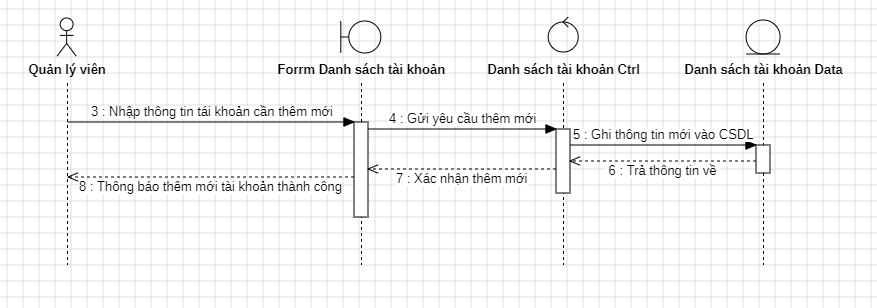 Quản lý viên
Forrm Danh sách tài khoản
Danh sách tài khoản Ctrl
Danh sách tài khoản Data
3 : Nhập thông tin tái khoản cần thêm mới
4 : Gửi yêu cầu thêm mới
5 : Ghi thông tin mới vào CSDL
6 : Trả thông tin về
7 : Xác nhận thêm mới
8 : Thông báo thêm mới tài khoản thành công